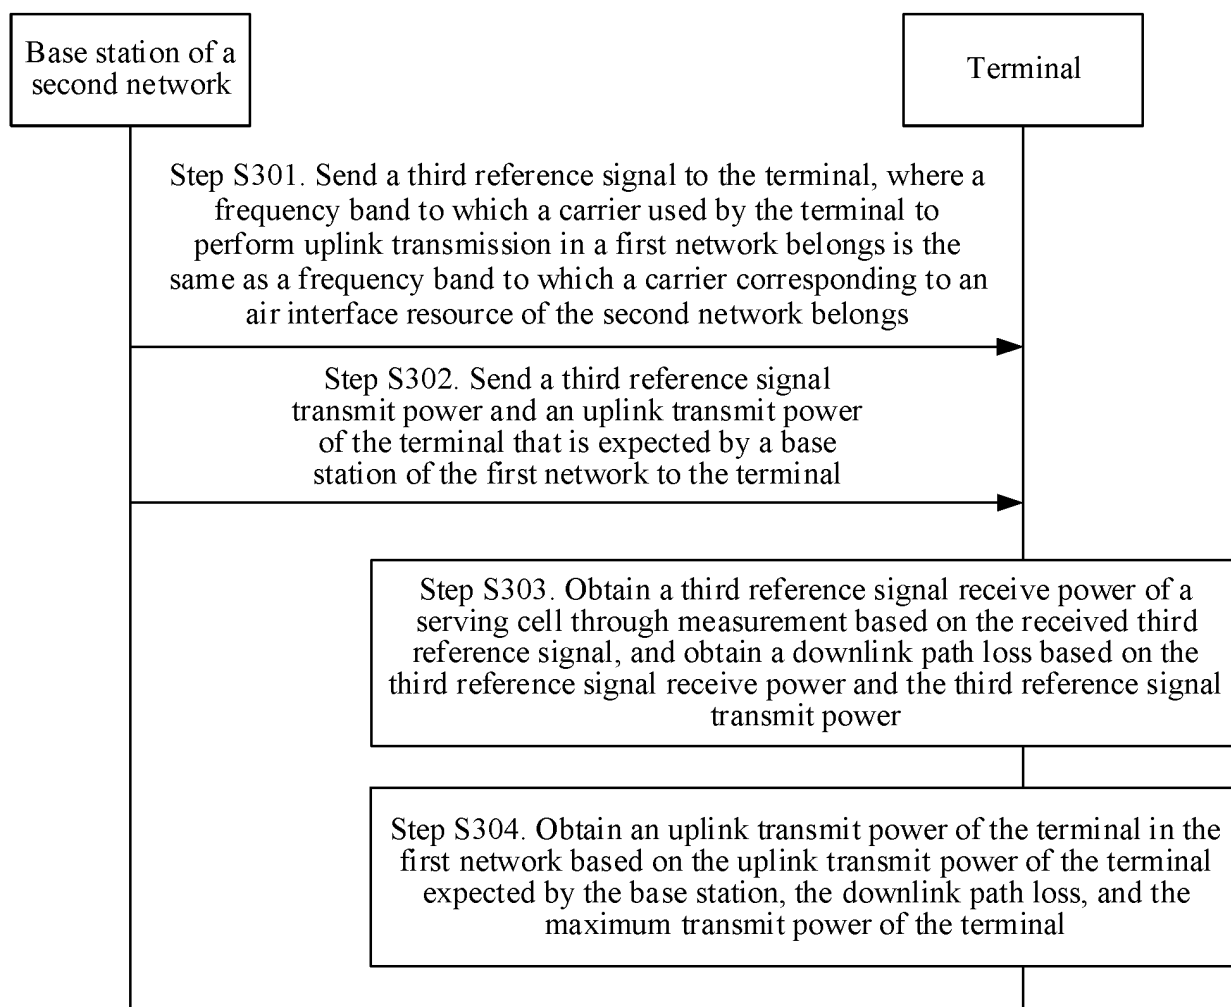 Base station of a
second network
Terminal
Step S301. Send a third reference signal to the terminal, where a
frequency band to which a carrier used by the terminal to
perform uplink transmission in a first network belongs is the
same as a frequency band to which a carrier corresponding to an
air interface resource of the second network belongs
Step S302. Send a third reference signal
transmit power and an uplink transmit power
of the terminal that is expected by a base
station of the first network to the terminal
Step S303. Obtain a third reference signal receive power of a
serving cell through measurement based on the received third
reference signal, and obtain a downlink path loss based on the
third reference signal receive power and the third reference signal
transmit power
Step S304. Obtain an uplink transmit power of the terminal in the
first network based on the uplink transmit power of the terminal
expected by the base station, the downlink path loss, and the
maximum transmit power of the terminal